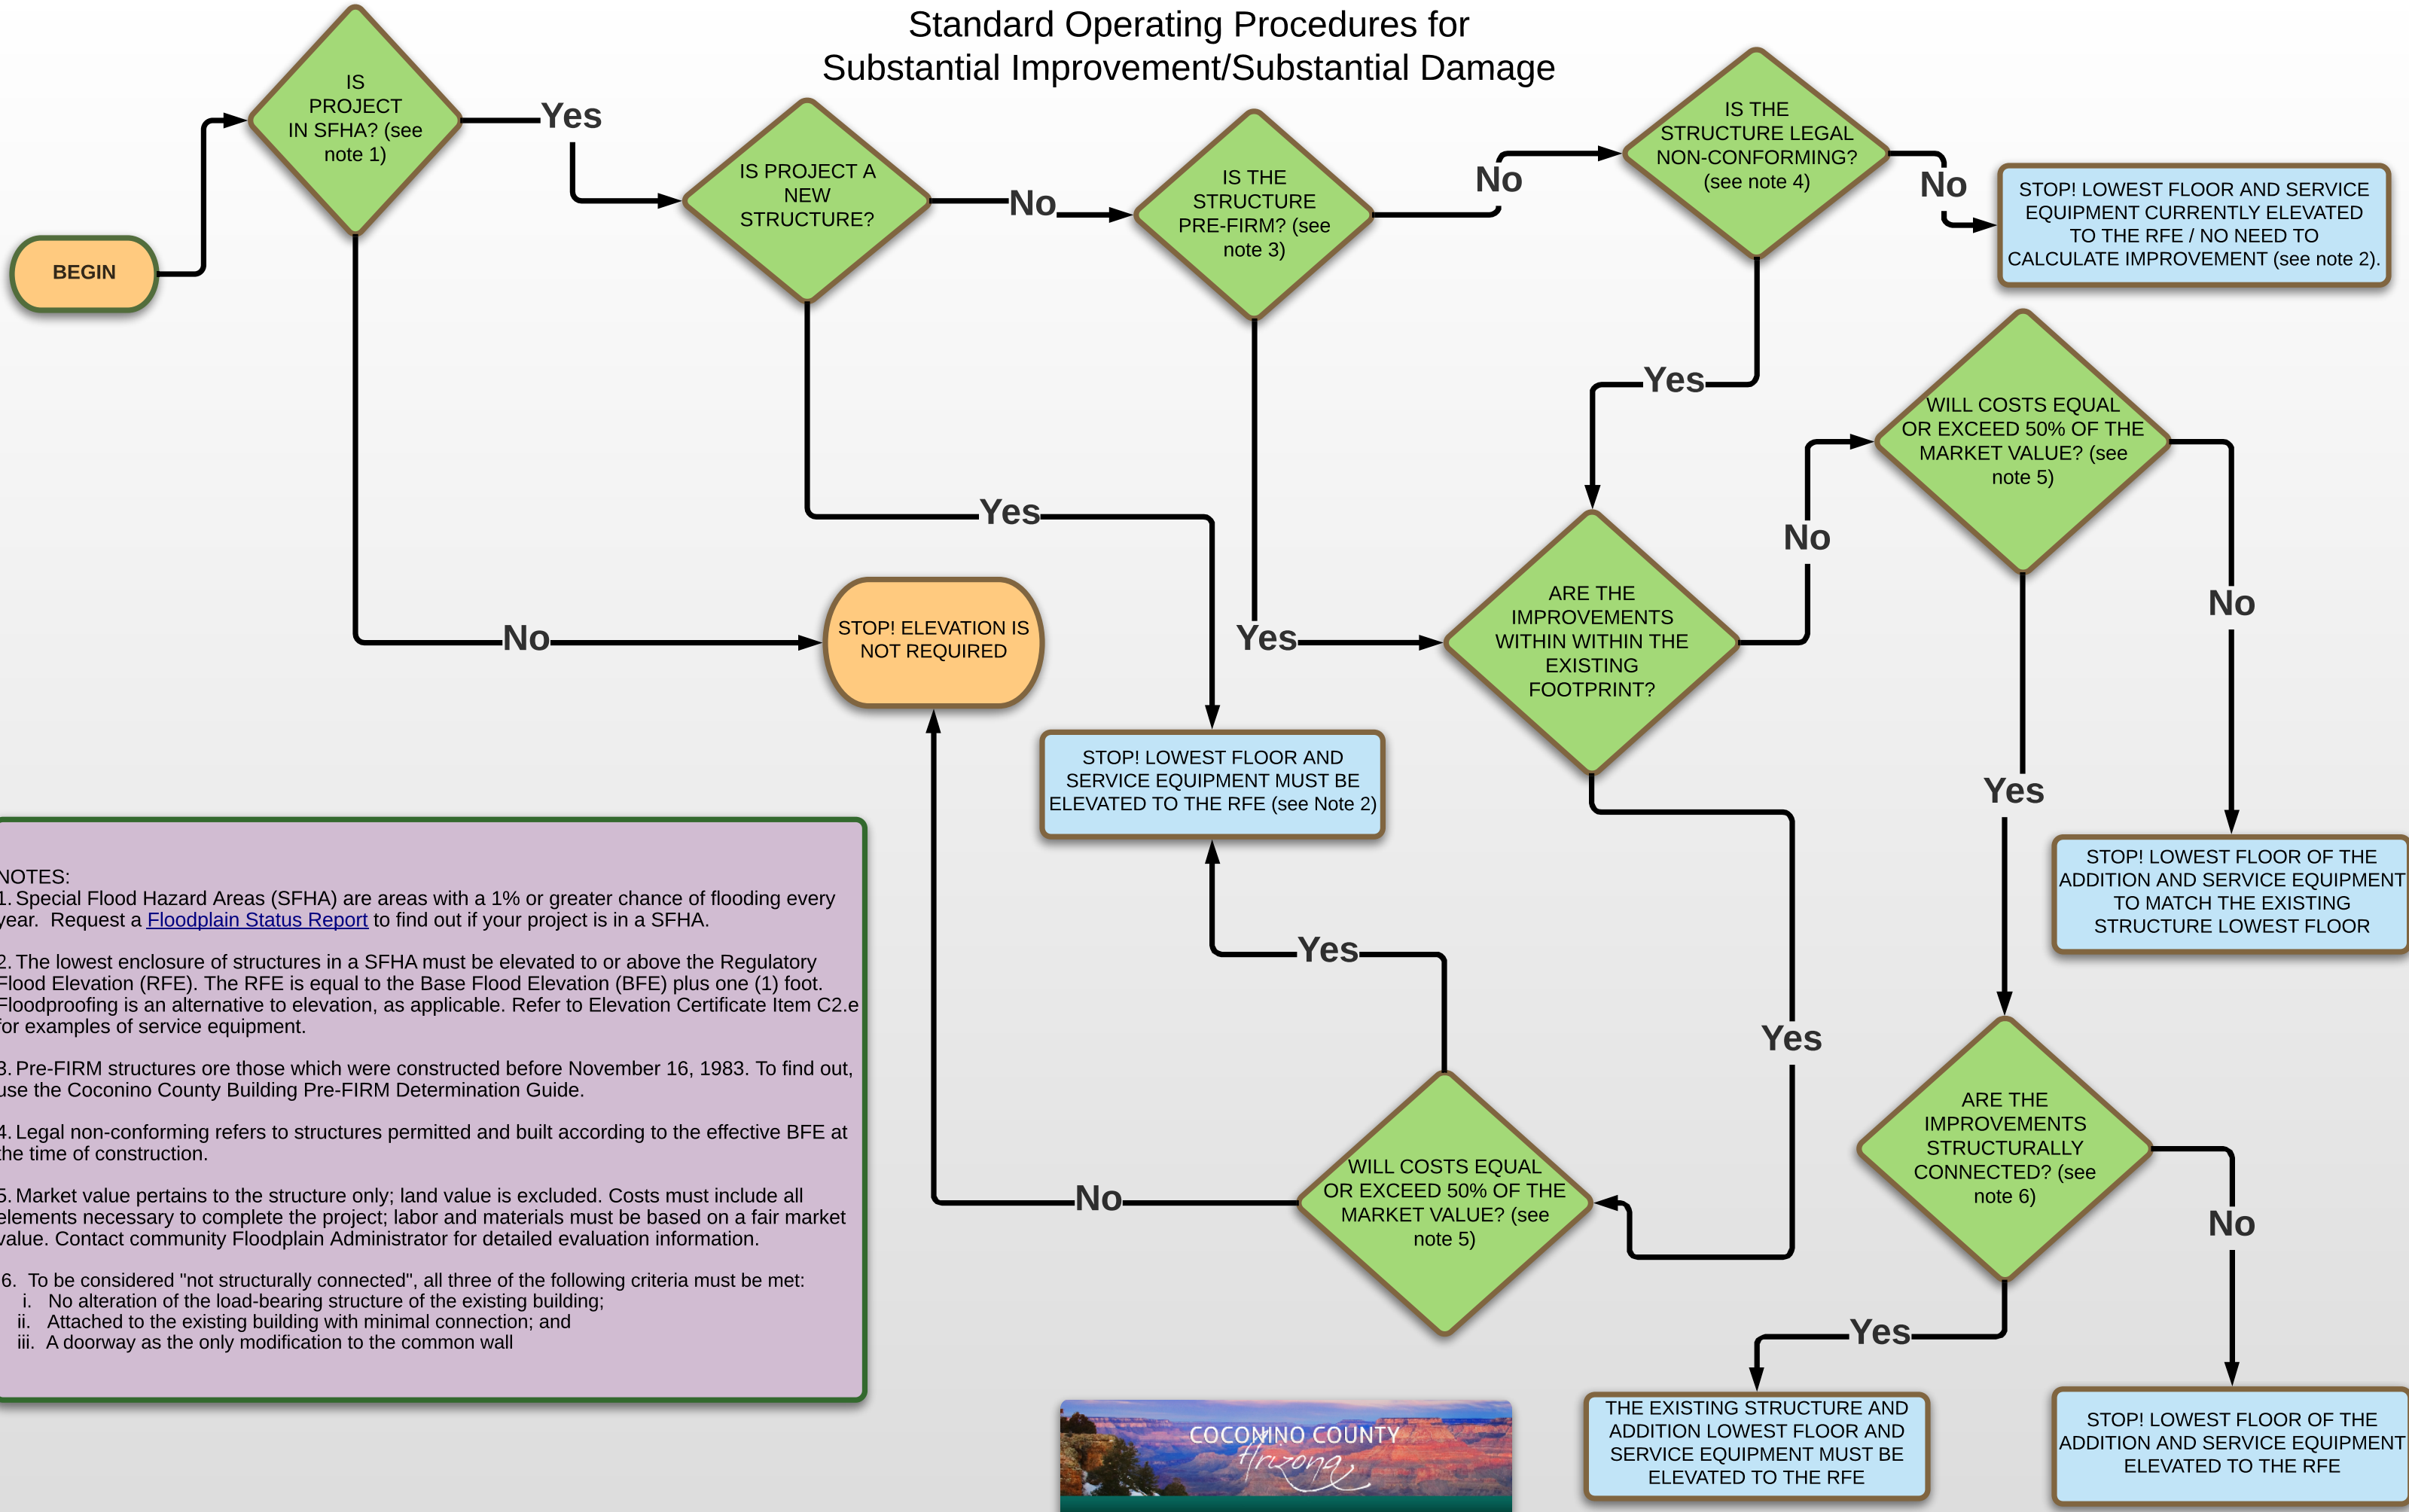 Standard Operating Procedures for
Substantial Improvement/Substantial Damage
BEGIN
IS
PROJECT
IN SFHA? (see
note 1)
Yes
No
IS PROJECT A
NEW
STRUCTURE?
No
Yes
IS THE
STRUCTURE
PRE-FIRM? (see
note 3)
No
Yes
IS THE
STRUCTURE LEGAL
NON-CONFORMING?
(see note 4)
No
Yes
STOP! LOWEST FLOOR AND SERVICE
EQUIPMENT CURRENTLY ELEVATED
TO THE RFE / NO NEED TO
CALCULATE IMPROVEMENT (see note 2).
WILL COSTS EQUAL
OR EXCEED 50% OF THE
MARKET VALUE? (see
note 5)
No
Yes
ARE THE
IMPROVEMENTS
WITHIN WITHIN THE
EXISTING
FOOTPRINT?
No
Yes
STOP! ELEVATION IS
NOT REQUIRED
STOP! LOWEST FLOOR AND
SERVICE EQUIPMENT MUST BE
ELEVATED TO THE RFE (see Note 2)
STOP! LOWEST FLOOR OF THE
ADDITION AND SERVICE EQUIPMENT
TO MATCH THE EXISTING
STRUCTURE LOWEST FLOOR
Yes
WILL COSTS EQUAL
OR EXCEED 50% OF THE
MARKET VALUE? (see
note 5)
No
ARE THE
IMPROVEMENTS
STRUCTURALLY
CONNECTED? (see
note 6)
No
Yes
THE EXISTING STRUCTURE AND
ADDITION LOWEST FLOOR AND
SERVICE EQUIPMENT MUST BE
ELEVATED TO THE RFE
STOP! LOWEST FLOOR OF THE
ADDITION AND SERVICE EQUIPMENT
ELEVATED TO THE RFE
NOTES:
1. Special Flood Hazard Areas (SFHA) are areas with a 1% or greater chance of flooding every
year. Request a Floodplain Status Report to find out if your project is in a SFHA.
2. The lowest enclosure of structures in a SFHA must be elevated to or above the Regulatory
Flood Elevation (RFE). The RFE is equal to the Base Flood Elevation (BFE) plus one (1) foot.
Floodproofing is an alternative to elevation, as applicable. Refer to Elevation Certificate Item C2.e
for examples of service equipment.
3. Pre-FIRM structures ore those which were constructed before November 16, 1983. To find out,
use the Coconino County Building Pre-FIRM Determination Guide.
4. Legal non-conforming refers to structures permitted and built according to the effective BFE at
the time of construction.
5. Market value pertains to the structure only; land value is excluded. Costs must include all
elements necessary to complete the project; labor and materials must be based on a fair market
value. Contact community Floodplain Administrator for detailed evaluation information.
6. To be considered "not structurally connected", all three of the following criteria must be met:
i. No alteration of the load-bearing structure of the existing building;
ii. Attached to the existing building with minimal connection; and
iii. A doorway as the only modification to the common wall
COCONINO COUNTY
Arizona